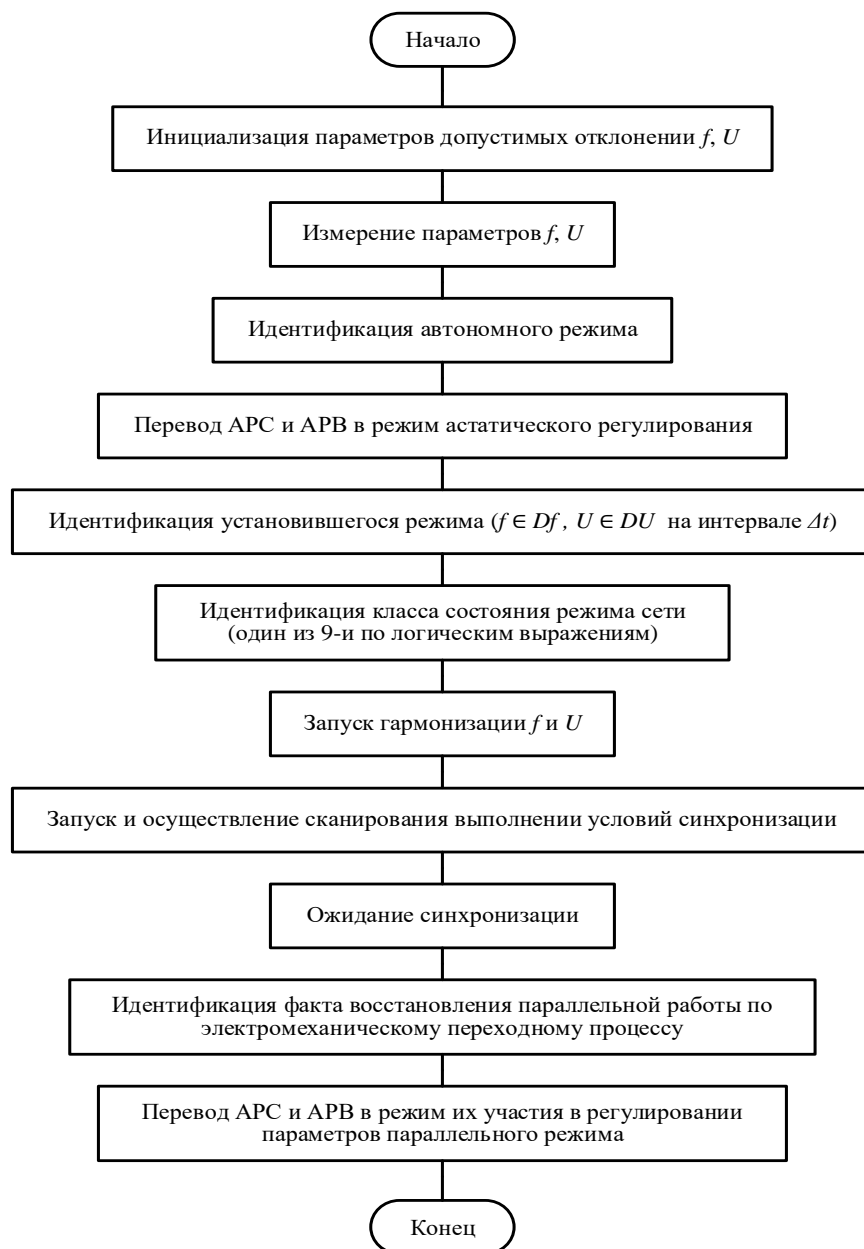 Начало
Инициализация параметров допустимых отклонении f, U
Измерение параметров f, U
Идентификация автономного режима
Перевод АРС и АРВ в режим астатического регулирования
Идентификация установившегося режима (f ∈ Df , U ∈ DU на интервале Δt)
Идентификация класса состояния режима сети
(один из 9-и по логическим выражениям)
Запуск гармонизации f и U
Запуск и осуществление сканирования выполнении условий синхронизации
Ожидание синхронизации
Идентификация факта восстановления параллельной работы по
электромеханическому переходному процессу
Перевод АРС и АРВ в режим их участия в регулировании
параметров параллельного режима
Конец